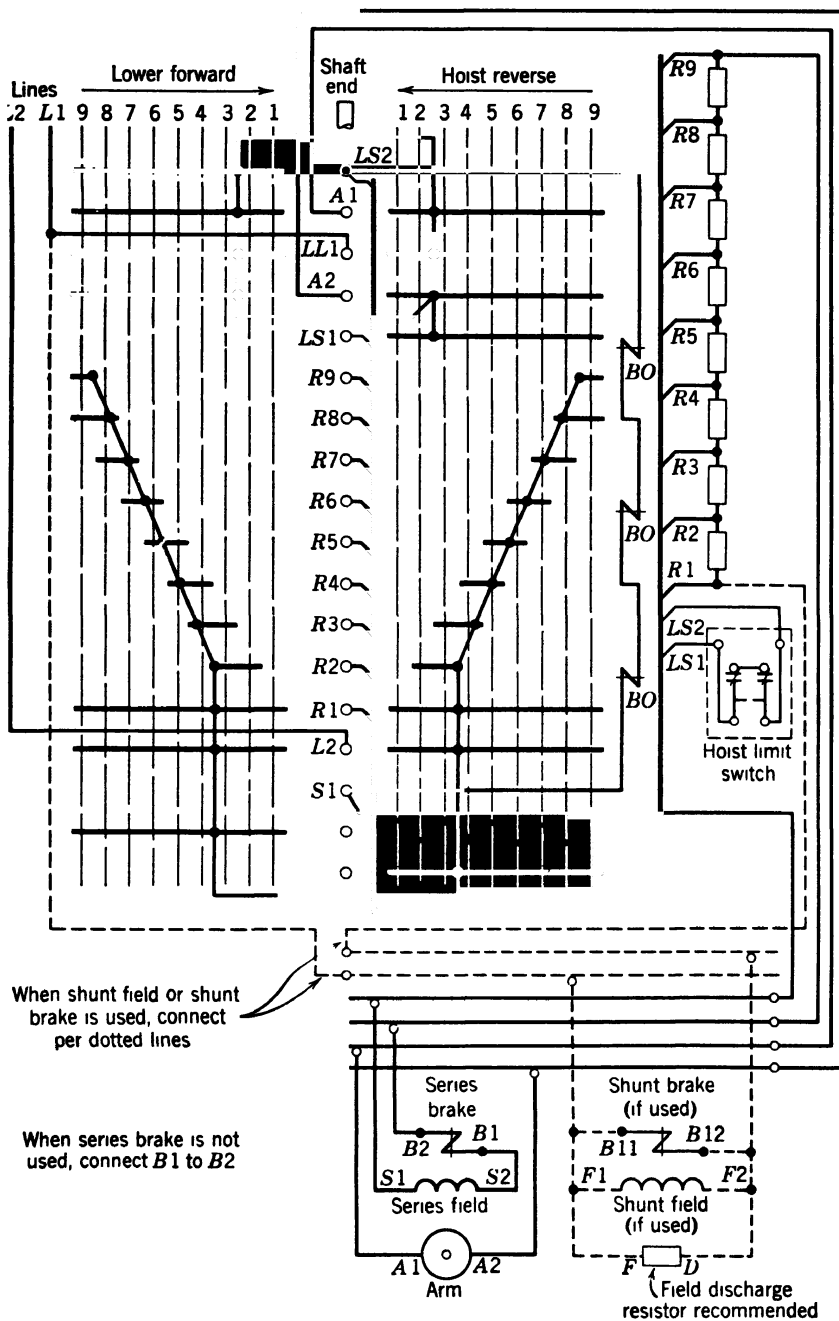 Lines
L2 L1
Lower forward
9 8 7 6 5 4 3 2 1
Shaft
end
Hoist reverse
1 2 3 4 5 6 7 8 9
LS2
A1
LL1
A2
LS1
R9
R8
R7
R6
R5
R4
R3
R2
R1
L2
S1
BO
BO
BO
R9
R8
R7
R6
R5
R4
R3
R2
R1
LS2
LS1
Hoist limit
switch
When shunt field or shunt
brake is used, connect
per dotted lines
When series brake is not
used, connect B1 to B2
Series
brake
B2 B1
S1 S2
Series field
A1 A2
Arm
Shunt brake
(if used)
B11 B12
F1 F2
Shunt field
(if used)
F D
Field discharge
resistor recommended